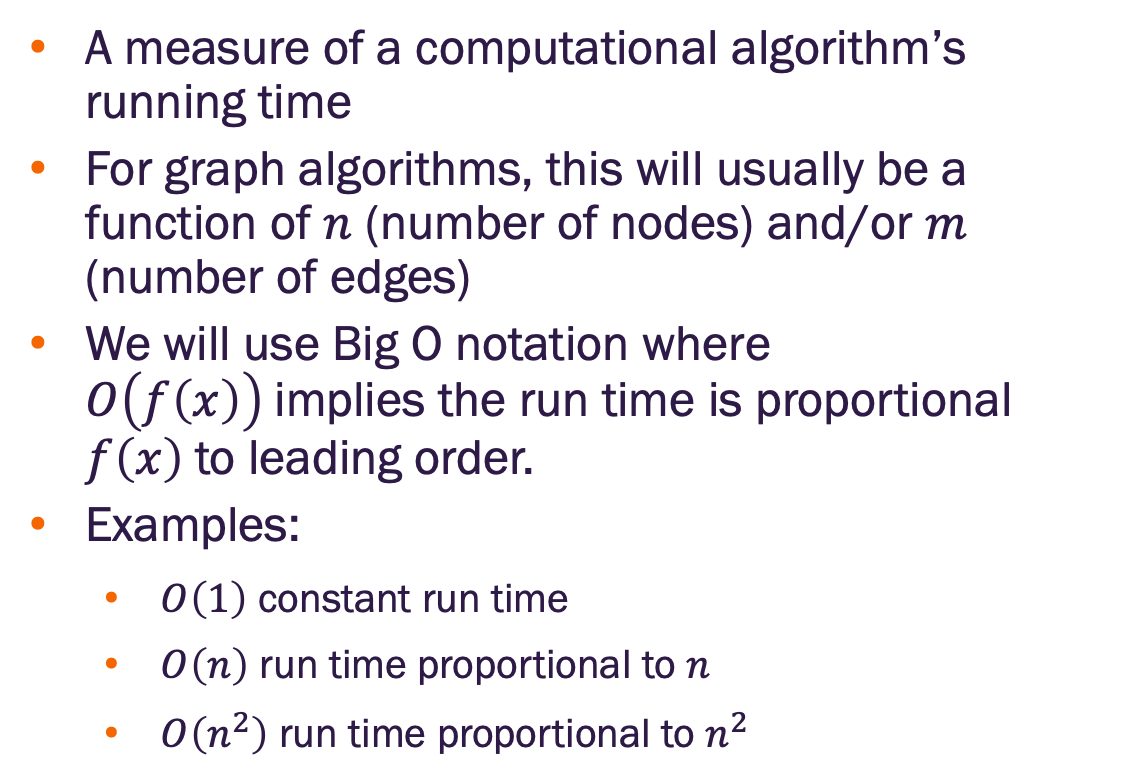 • A measure of a computational algorithm’s
running time
• For graph algorithms, this will usually be a
function of n (number of nodes) and/or m
(number of edges)
• We will use Big O notation where
O(f(x)) implies the run time is proportional
f(x) to leading order.
• Examples:
• O(1) constant run time
• O(n) run time proportional to n
• O(n²) run time proportional to n²